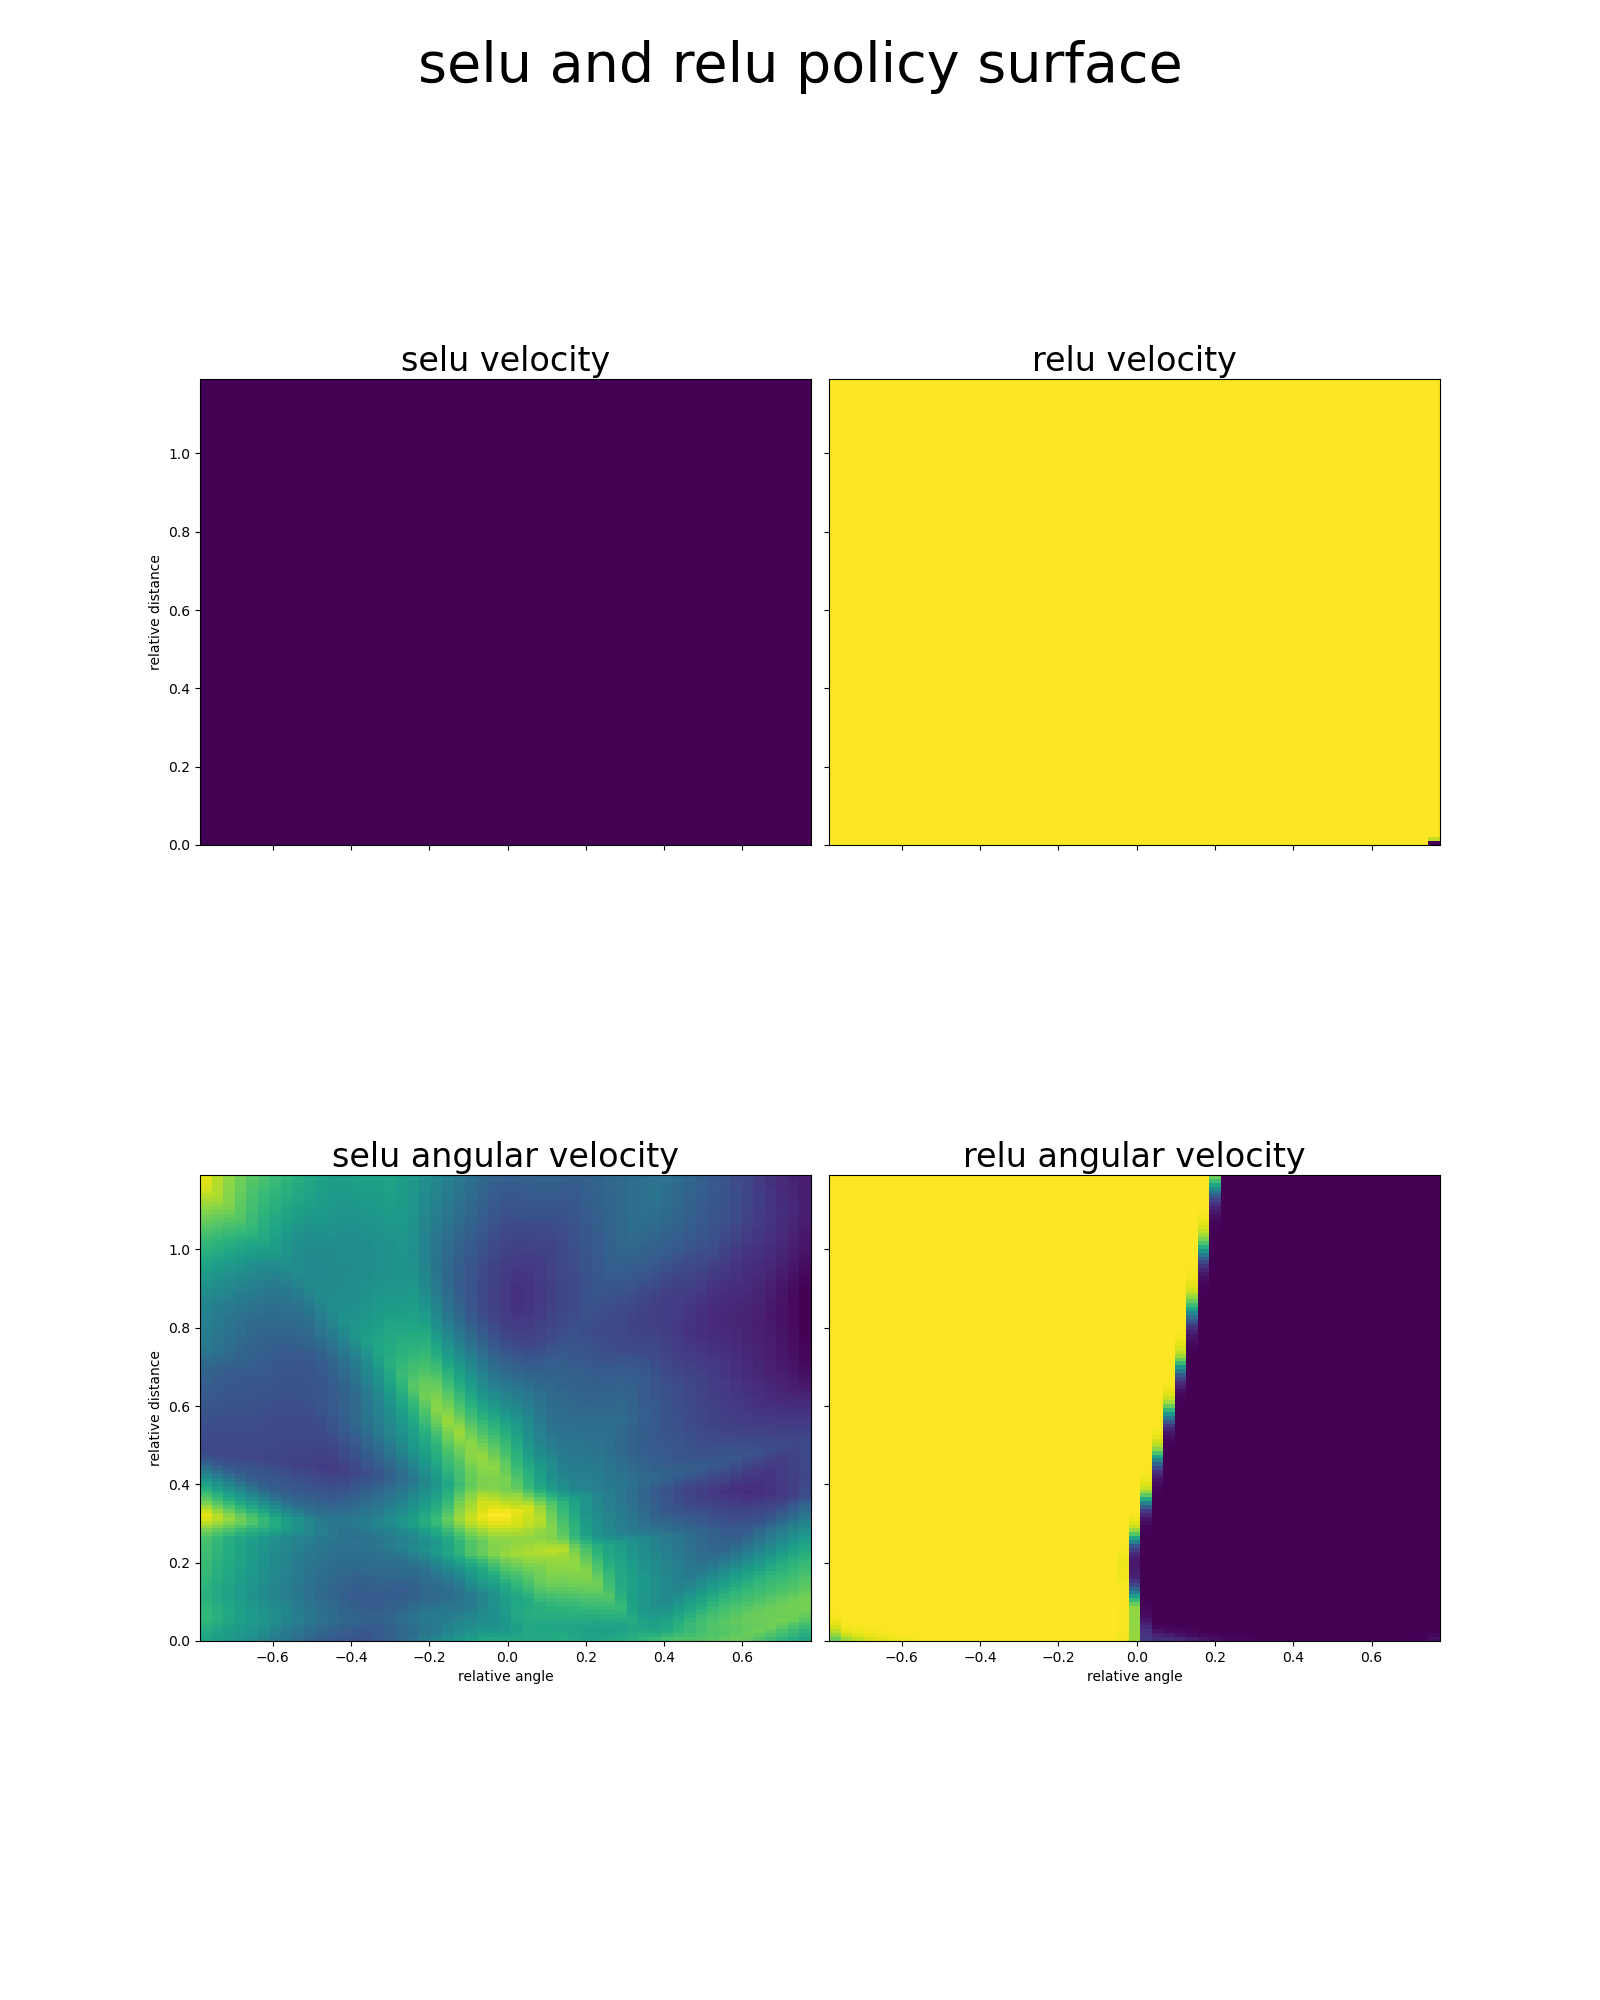 selu and relu policy surface
selu velocity
relu velocity
1.0
0.8
0.6
0.4
0.2
0.0
relative distance
selu angular velocity
relu angular velocity
1.0
0.8
0.6
0.4
0.2
0.0
relative distance
−0.6 −0.4 −0.2 0.0 0.2 0.4 0.6
−0.6 −0.4 −0.2 0.0 0.2 0.4 0.6
relative angle
relative angle